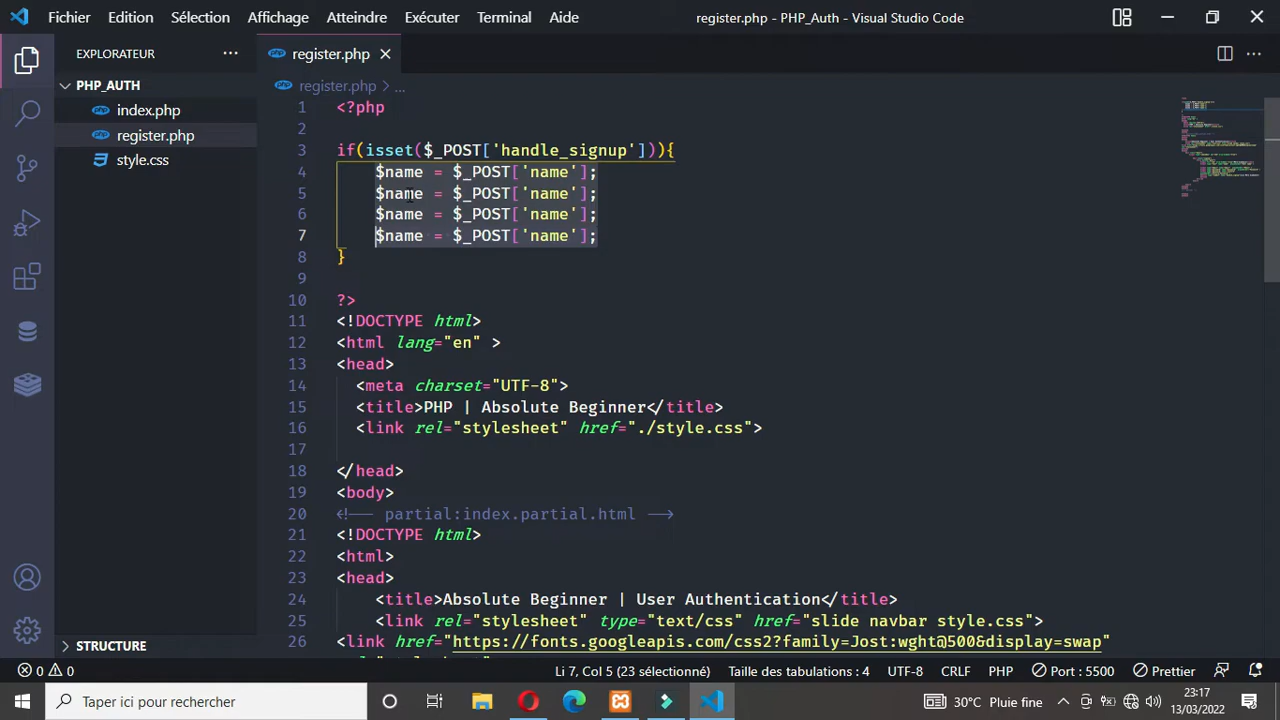 Fichier Edition Sélection Affichage Atteindre Exécuter Terminal Aide register.php - PHP_Auth - Visual Studio Code
EXPLORATEUR ···
PHP_AUTH
index.php
register.php
style.css
STRUCTURE
register.php
register.php > ...
1 <?php
2
3 if(isset($_POST['handle_signup'])){
4 $name = $_POST['name'];
5 $name = $_POST['name'];
6 $name = $_POST['name'];
7 $name = $_POST['name'];
8 }
9
10 ?>
11 <!DOCTYPE html>
12 <html lang="en" >
13 <head>
14 <meta charset="UTF-8">
15 <title>PHP | Absolute Beginner</title>
16 <link rel="stylesheet" href="./style.css">
17
18 </head>
19 <body>
20 <!-- partial:index.partial.html -->
21 <!DOCTYPE html>
22 <html>
23 <head>
24 <title>Absolute Beginner | User Authentication</title>
25 <link rel="stylesheet" type="text/css" href="slide navbar style.css">
26 <link href="https://fonts.googleapis.com/css2?family=Jost:wght@500&display=swap"
0 0 Li 7, Col 5 (23 sélectionné) Taille des tabulations : 4 UTF-8 CRLF PHP Port : 5500 Prettier
Taper ici pour rechercher 30°C Pluie fine 23:17
13/03/2022